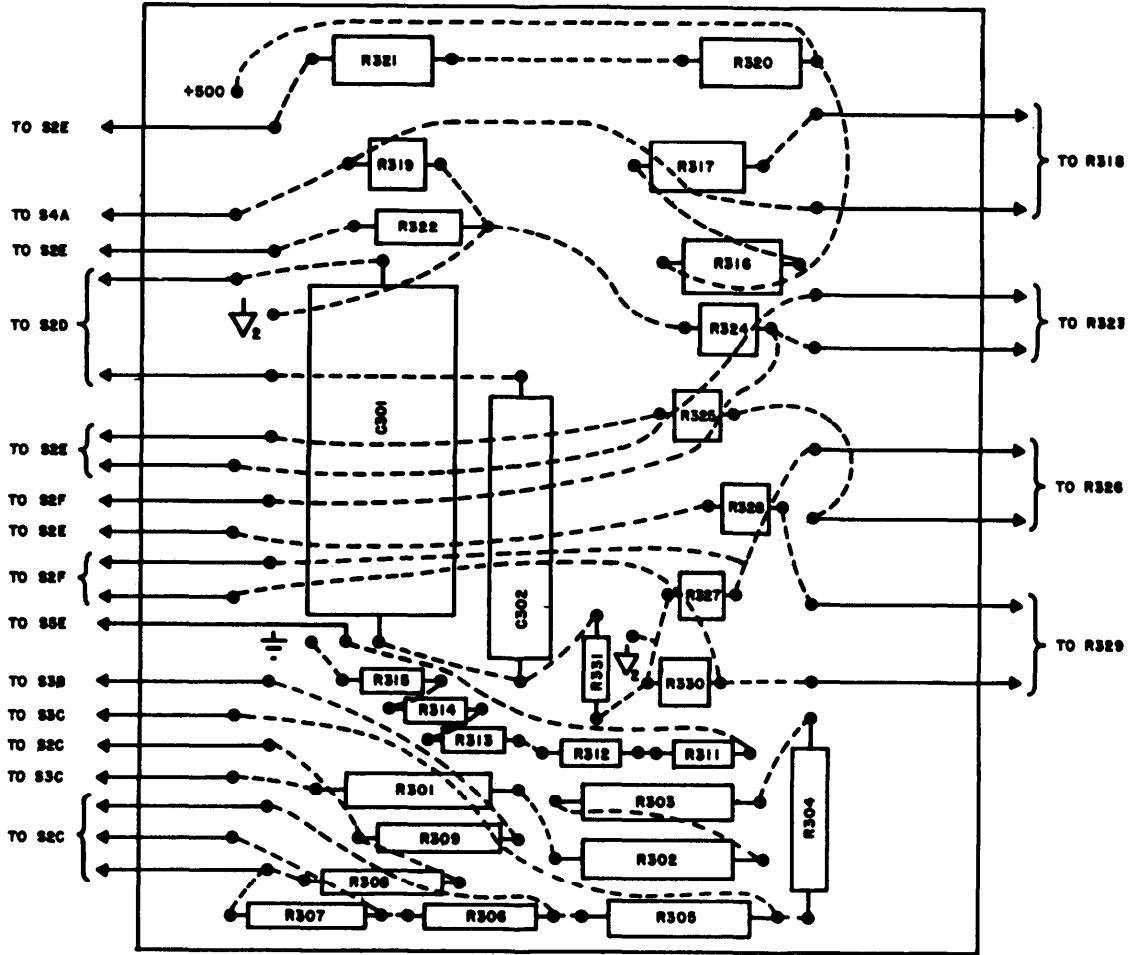 R321
R320
+500
TO S2E
R319
R317
TO R318
TO S4A
R322
TO S2E
R316
TO S2D
2
R324
TO R323
C301
R325
TO S2E
TO R326
TO S2F
R328
TO S2E
TO S2F
R327
C302
TO S5E
TO R329
R331
2
R315
R330
TO S3B
R314
TO S3C
R313
R312
R311
TO S2C
TO S3C
R301
R303
R304
TO S2C
R309
R302
R308
R307
R306
R305